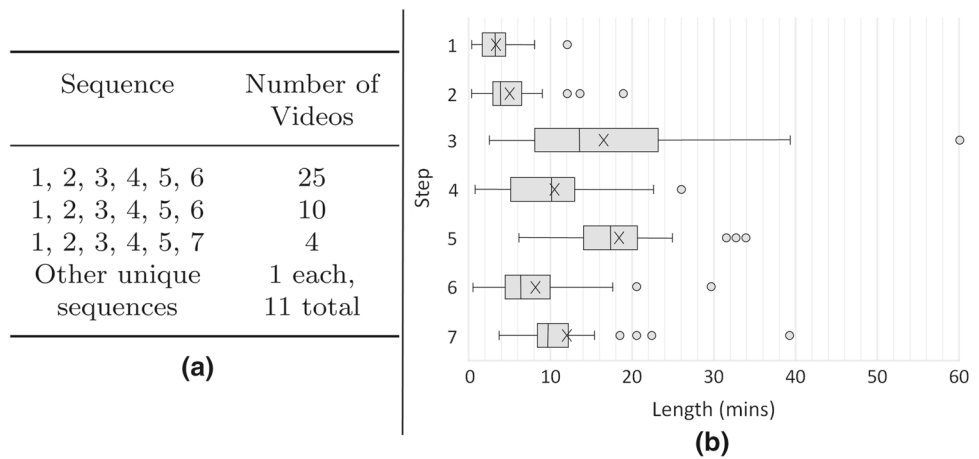 Sequence Number of
Videos
1, 2, 3, 4, 5, 6 25
1, 2, 3, 4, 5, 6 10
1, 2, 3, 4, 5, 7 4
Other unique 1 each,
sequences 11 total
(a)
Step
1
2
3
4
5
6
7
0 10 20 30 40 50 60
Length (mins)
(b)